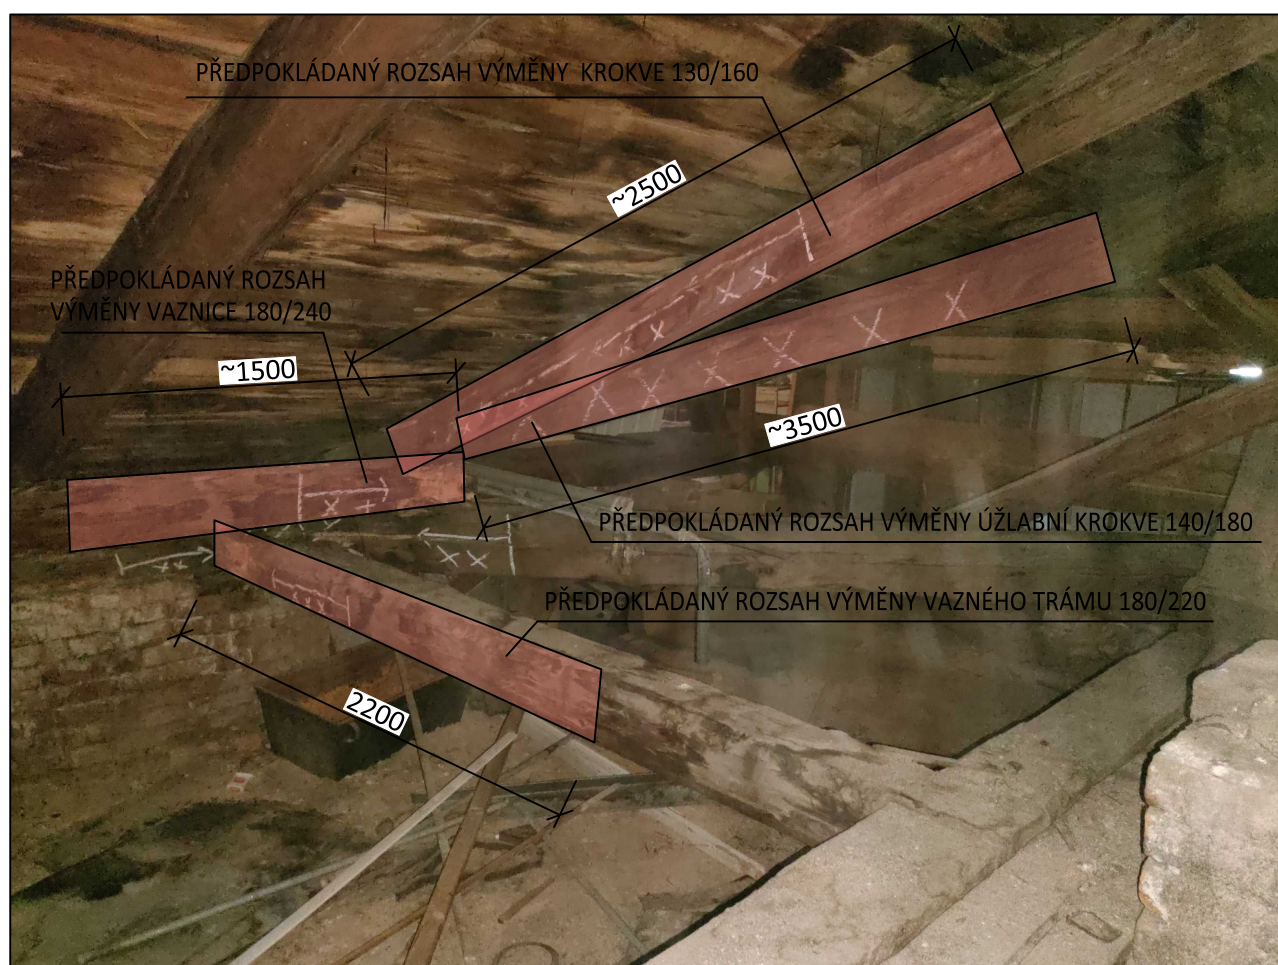 PŘEDPOKLÁDANÝ ROZSAH VÝMĚNY KROKVE 130/160
~2500
PŘEDPOKLÁDANÝ ROZSAH
VÝMĚNY VAZNICE 180/240
~1500
~3500
PŘEDPOKLÁDANÝ ROZSAH VÝMĚNY ÚŽLABNÍ KROKVE 140/180
PŘEDPOKLÁDANÝ ROZSAH VÝMĚNY VAZNÉHO TRÁMU 180/220
2200